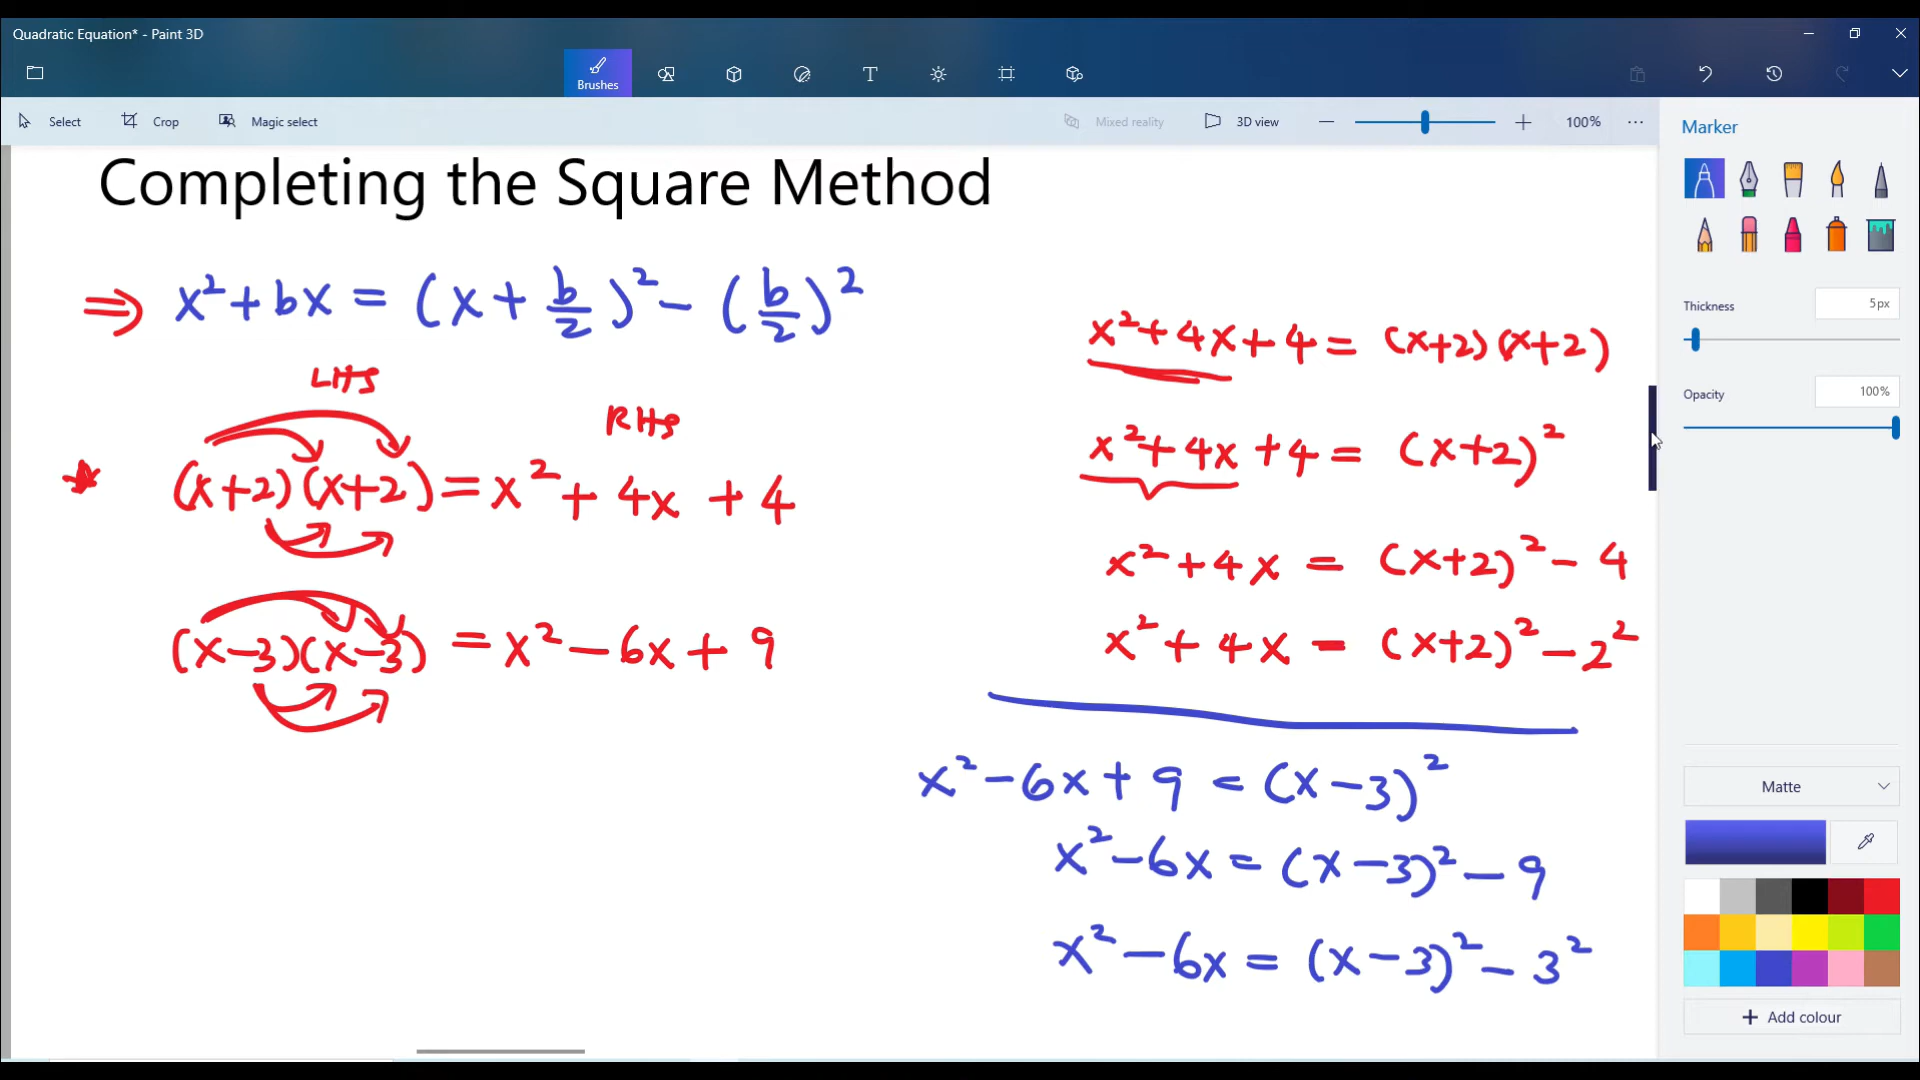 Quadratic Equation* - Paint 3D
Brushes
Select Crop Magic select Mixed reality 3D view 100%
Marker
Thickness 5px
Opacity 100%
Matte
Add colour
Completing the Square Method
⇒ x² + bx = (x + b/2)² - (b/2)²
LHS
RHS
(x+2)(x+2) = x² + 4x + 4
(x-3)(x-3) = x² - 6x + 9
x² + 4x + 4 = (x+2)(x+2)
x² + 4x + 4 = (x+2)²
x² + 4x = (x+2)² - 4
x² + 4x = (x+2)² - 2²
x² - 6x + 9 = (x-3)²
x² - 6x = (x-3)² - 9
x² - 6x = (x-3)² - 3²